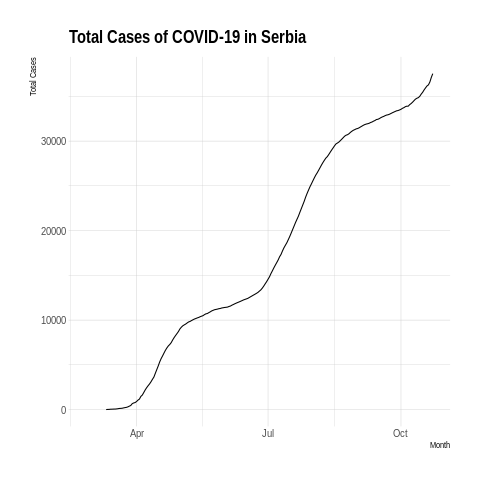 Total Cases of COVID-19 in Serbia
Total Cases
30000
20000
10000
0
Apr
Jul
Oct
Month